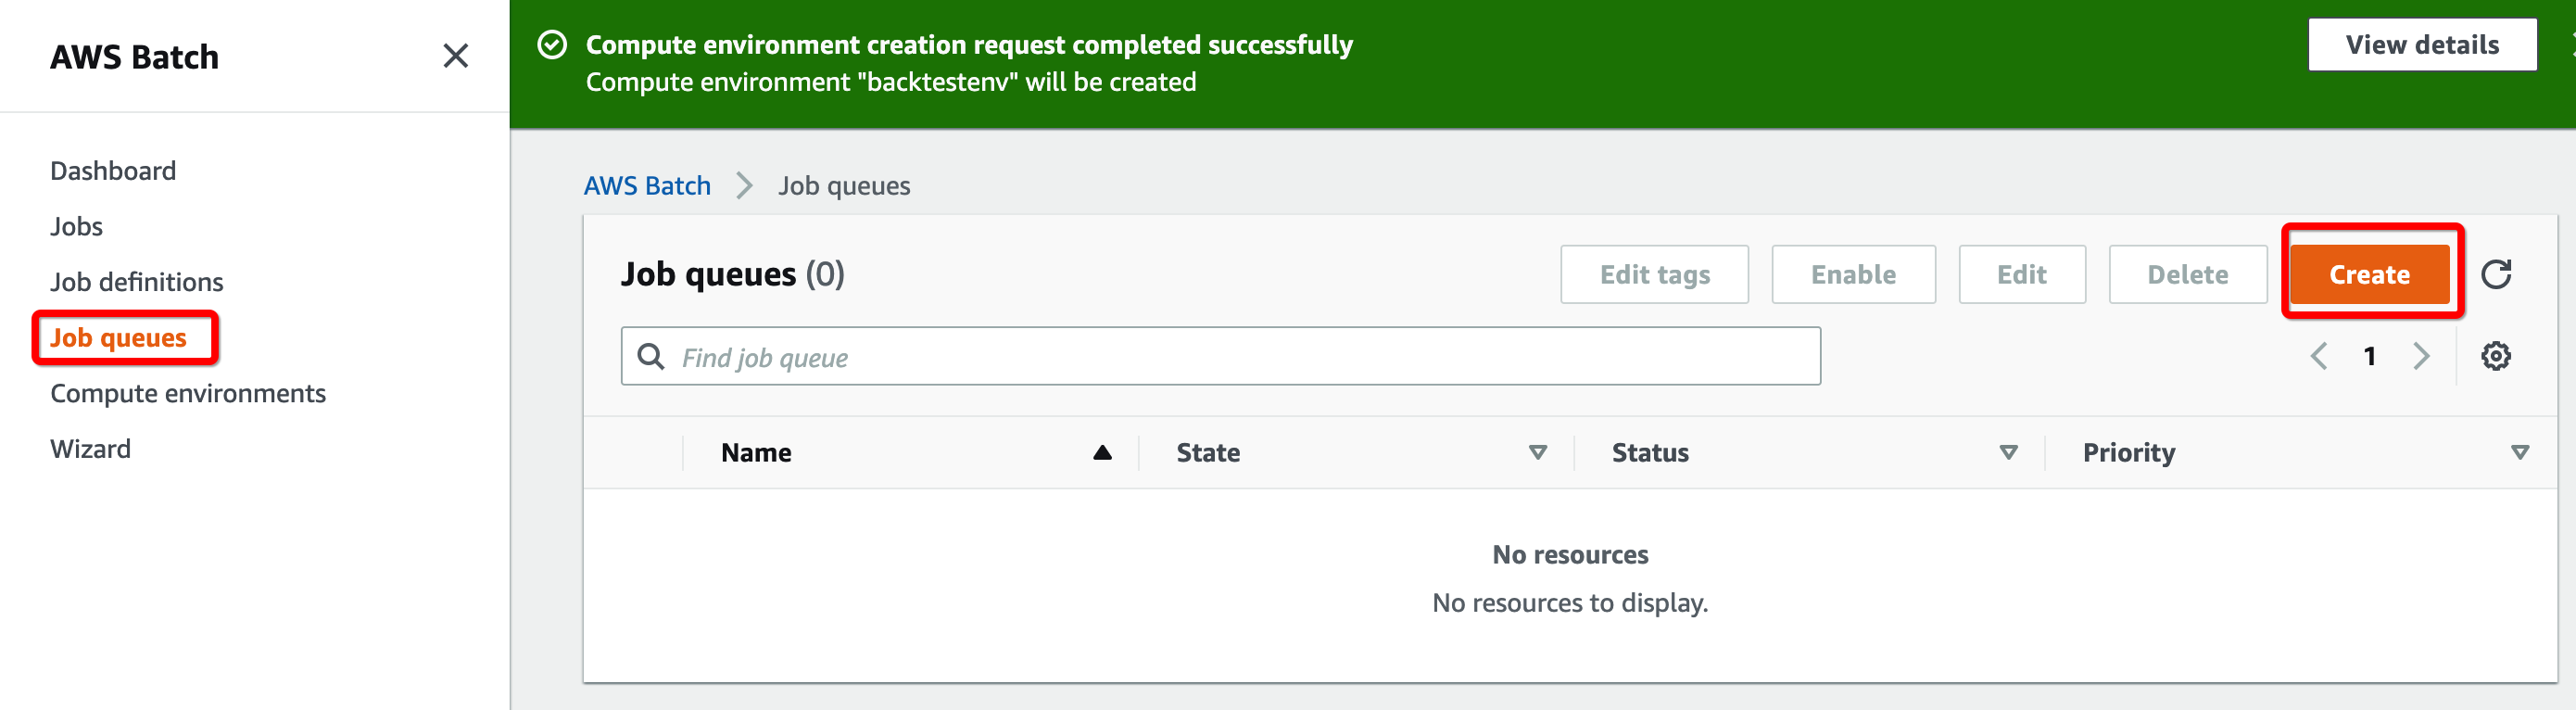 AWS Batch
Dashboard
Jobs
Job definitions
Job queues
Compute environments
Wizard
Compute environment creation request completed successfully
Compute environment "backtestenv" will be created
View details
AWS Batch Job queues
Job queues (0)
Edit tags Enable Edit Delete Create
Find job queue
1
Name State Status Priority
No resources
No resources to display.